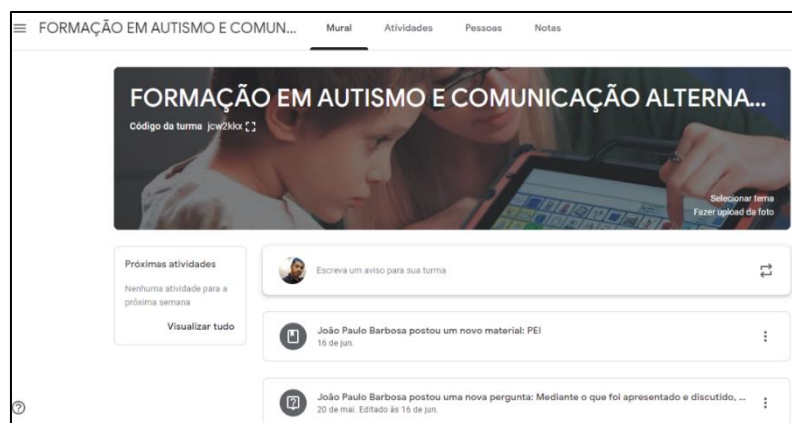 FORMAÇÃO EM AUTISMO E COMUN...
Mural
Atividades
Pessoas
Notas
FORMAÇÃO EM AUTISMO E COMUNICAÇÃO ALTERNA...
Código da turma jcw2kkx
Selecionar tema
Fazer upload da foto
Próximas atividades
Nenhuma atividade para a
próxima semana
Visualizar tudo
Escreva um aviso para sua turma
João Paulo Barbosa postou um novo material: PEI
16 de jun.
João Paulo Barbosa postou uma nova pergunta: Mediante o que foi apresentado e discutido, ...
20 de mai. Editado às 16 de jun.